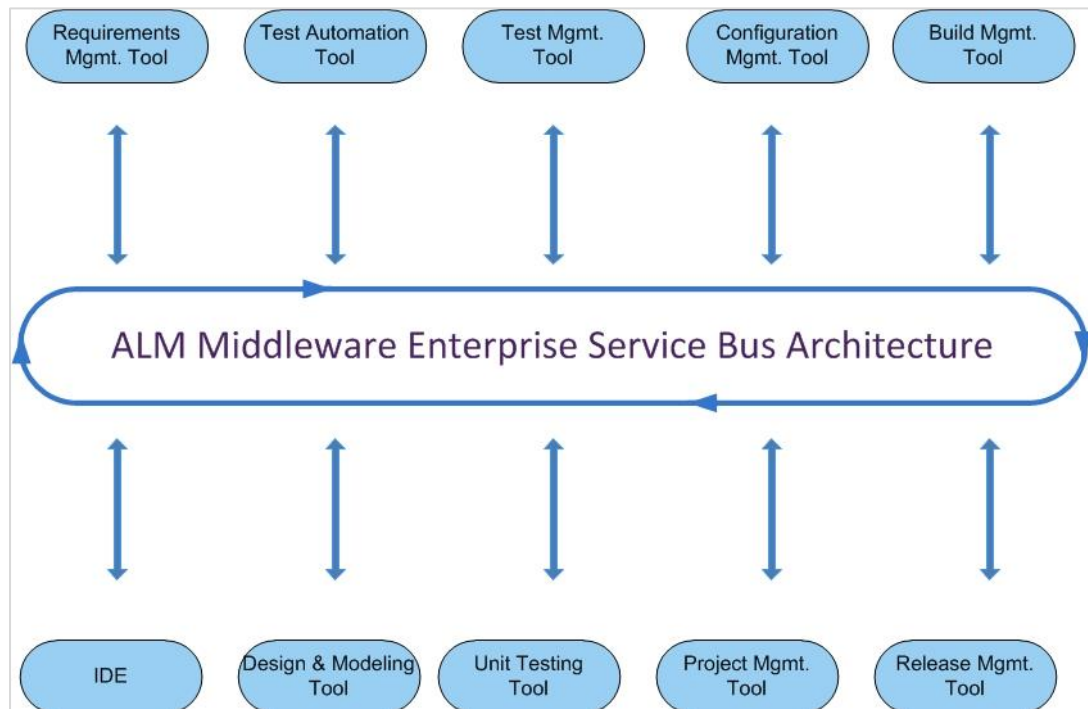 Requirements
Mgmt. Tool
Test Automation
Tool
Test Mgmt.
Tool
Configuration
Mgmt. Tool
Build Mgmt.
Tool
ALM Middleware Enterprise Service Bus Architecture
IDE
Design & Modeling
Tool
Unit Testing
Tool
Project Mgmt.
Tool
Release Mgmt.
Tool